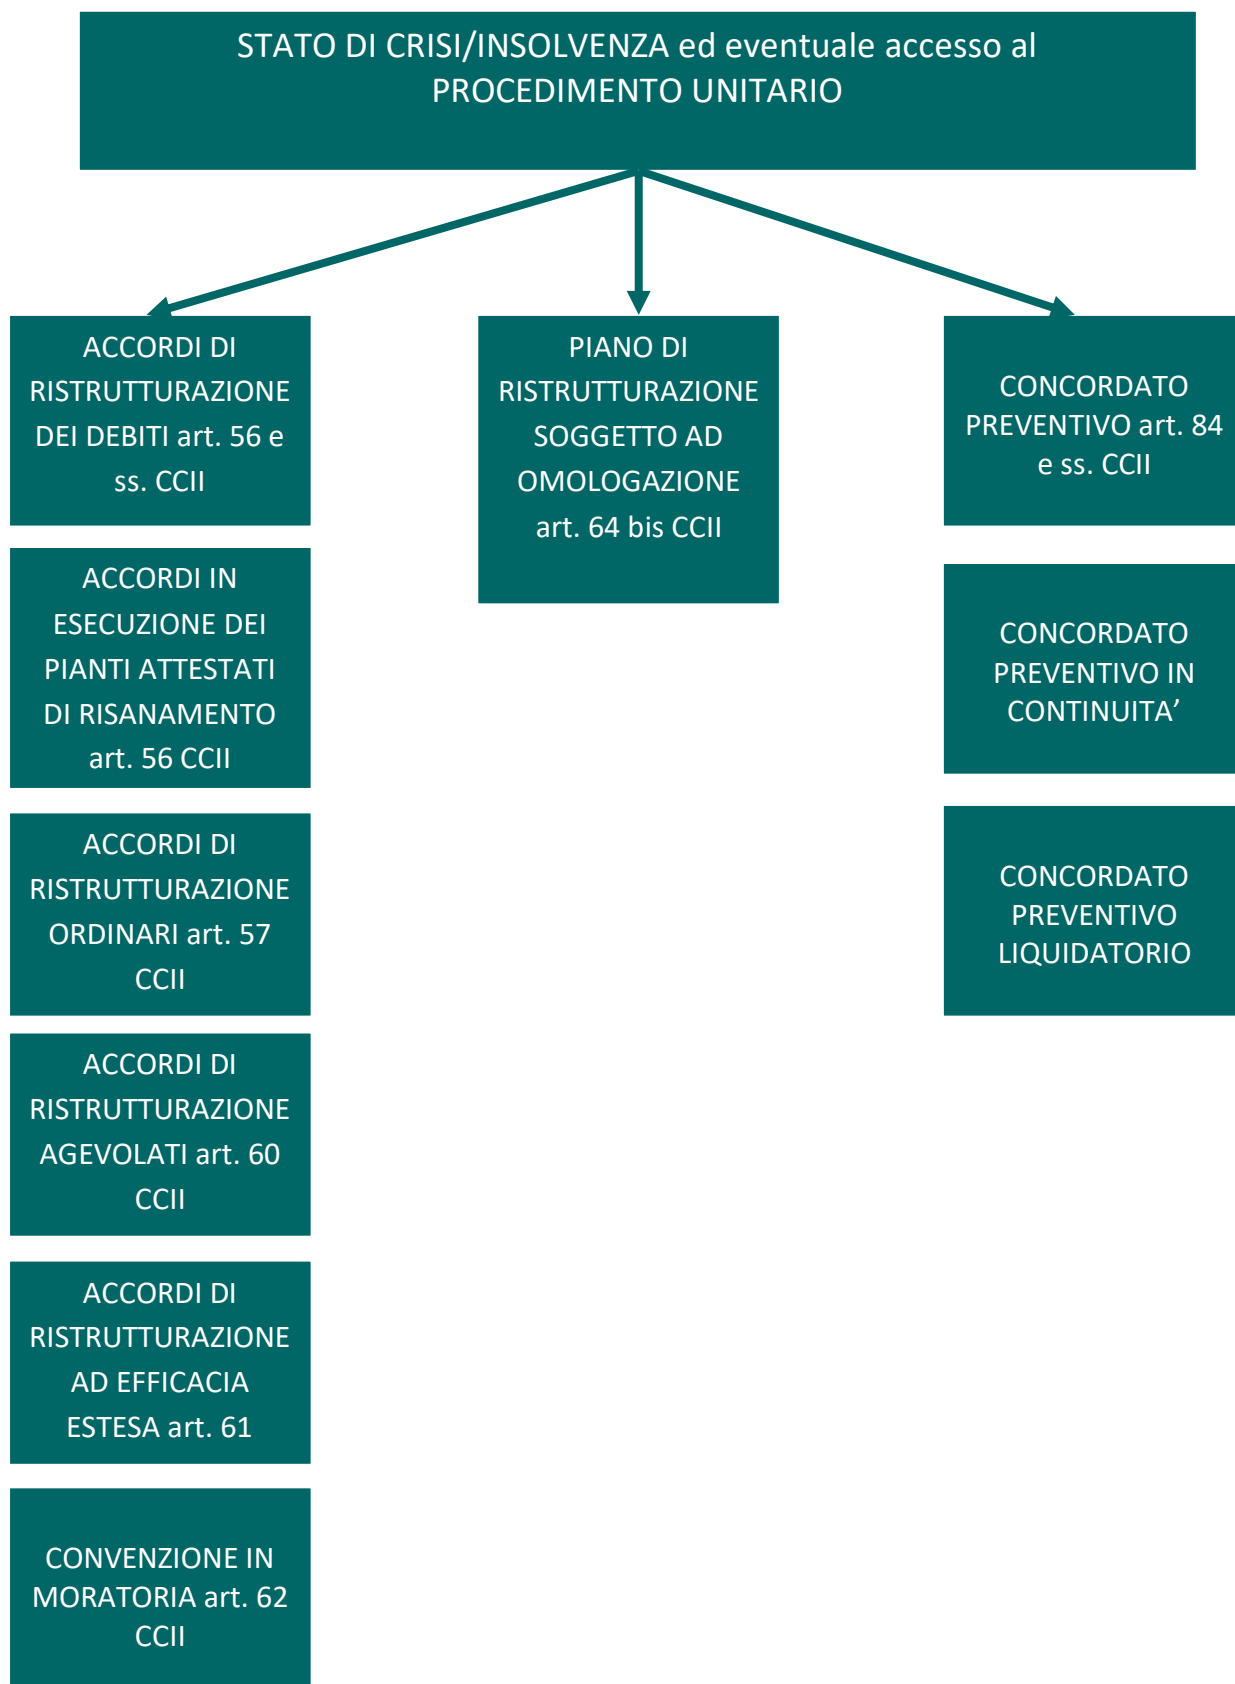 STATO DI CRISI/INSOLVENZA ed eventuale accesso al
PROCEDIMENTO UNITARIO
ACCORDI DI
RISTRUTTURAZIONE
DEI DEBITI art. 56 e
ss. CCII
ACCORDI IN
ESECUZIONE DEI
PIANTI ATTESTATI
DI RISANAMENTO
art. 56 CCII
ACCORDI DI
RISTRUTTURAZIONE
ORDINARI art. 57
CCII
ACCORDI DI
RISTRUTTURAZIONE
AGEVOLATI art. 60
CCII
ACCORDI DI
RISTRUTTURAZIONE
AD EFFICACIA
ESTESA art. 61
CONVENZIONE IN
MORATORIA art. 62
CCII
PIANO DI
RISTRUTTURAZIONE
SOGGETTO AD
OMOLOGAZIONE
art. 64 bis CCII
CONCORDATO
PREVENTIVO art. 84
e ss. CCII
CONCORDATO
PREVENTIVO IN
CONTINUITA’
CONCORDATO
PREVENTIVO
LIQUIDATORIO